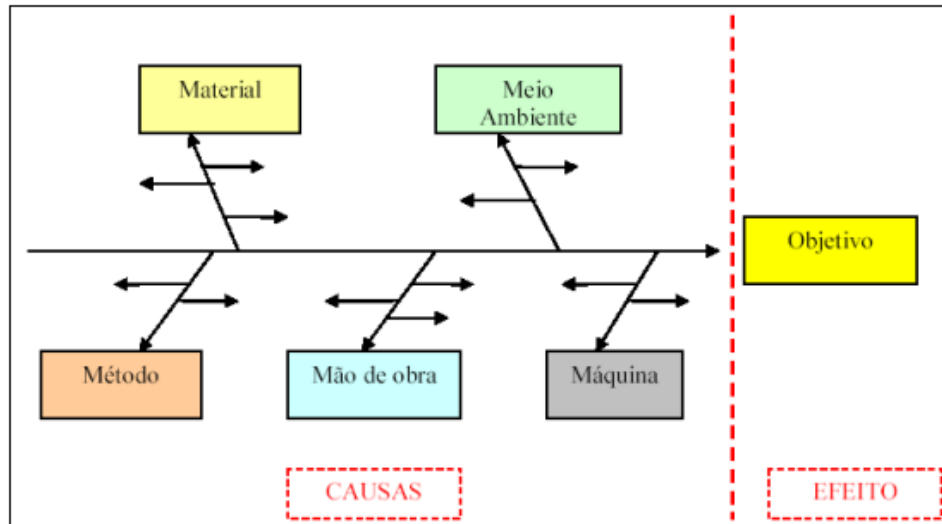 Material
Meio
Ambiente
Objetivo
Método
Mão de obra
Máquina
CAUSAS
EFEITO